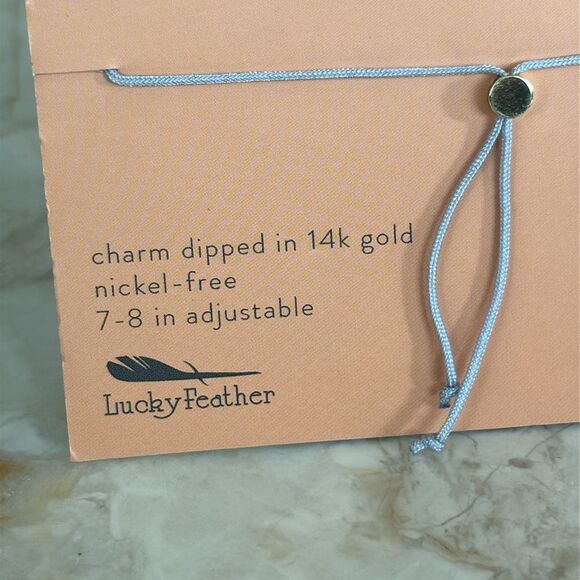 charm dipped in 14k gold
nickel-free
7-8 in adjustable
LuckyFeather